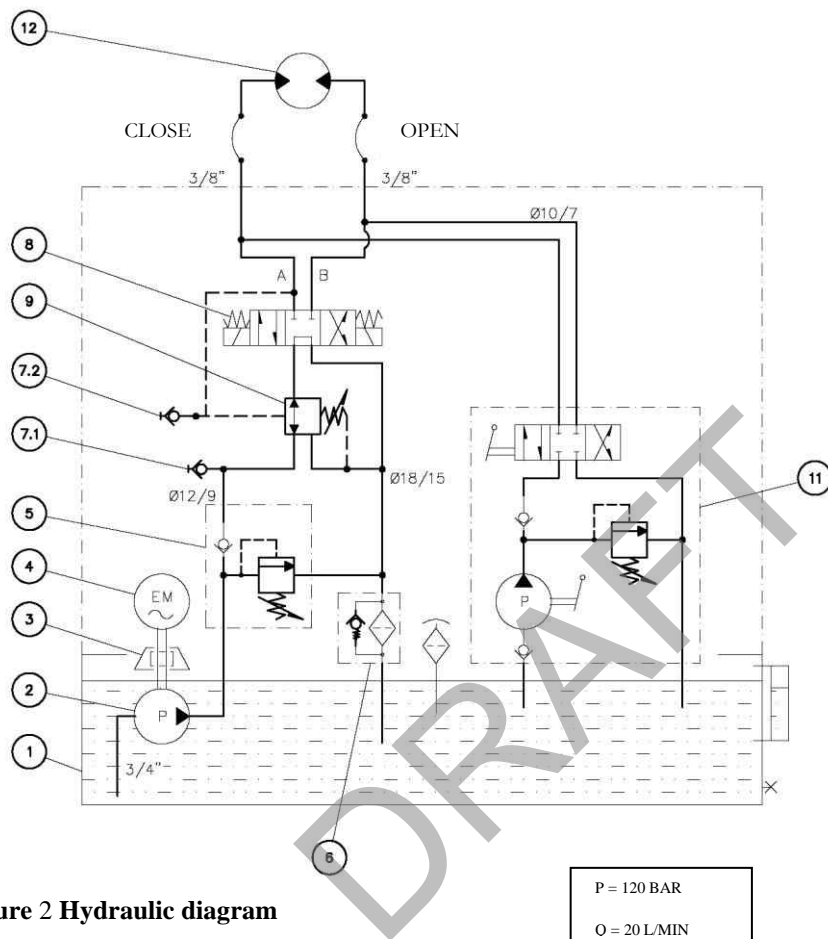 12
CLOSE
OPEN
3/8"
3/8"
Ø10/7
8
A
B
9
7.2
7.1
Ø12/9
Ø18/15
11
5
4
EM
3
P
2
P
1
3/4"
6
DRAFT
ure 2 Hydraulic diagram
P = 120 BAR
Q = 20 L/MIN